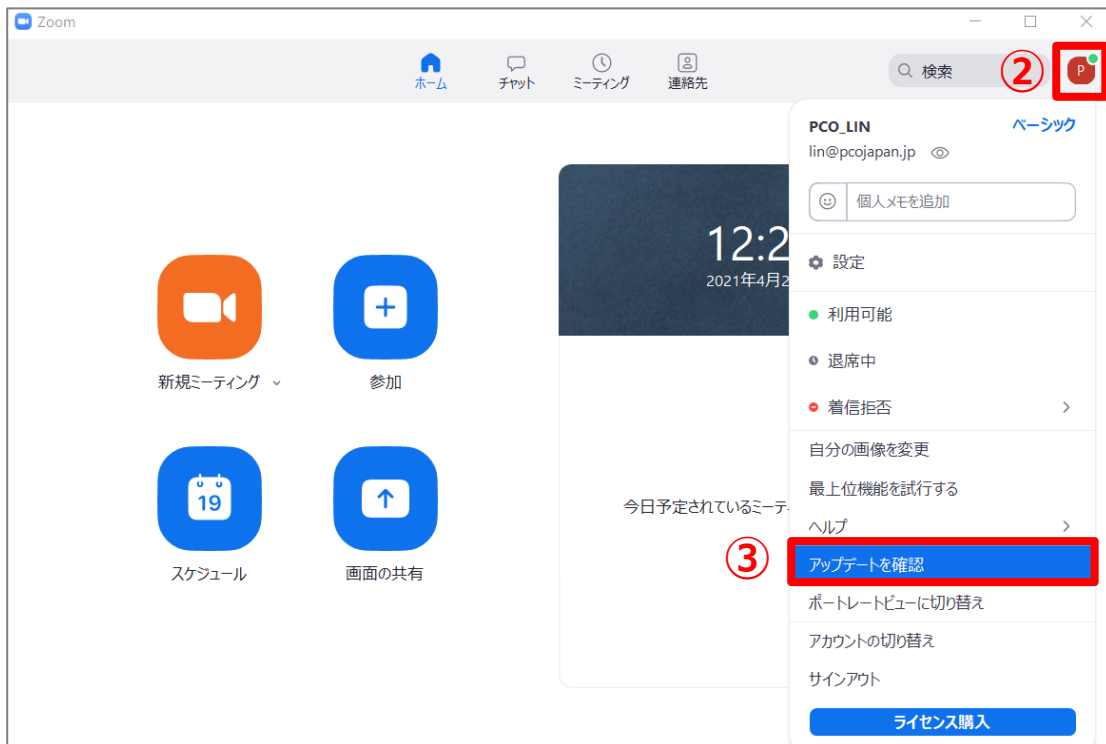 Zoom
ホーム
チャット
ミーティング
連絡先
検索
②
P
PCO_LIN
ベーシック
lin@pcojapan.jp
個人メモを追加
12:2
2021年4月2
設定
利用可能
退席中
着信拒否
新規ミーティング
参加
自分の画像を変更
最上位機能を試行する
ヘルプ
19
今日予定されているミーテ
③
アップデートを確認
スケジュール
画面の共有
ポートレートビューに切り替え
アカウントの切り替え
サインアウト
ライセンス購入